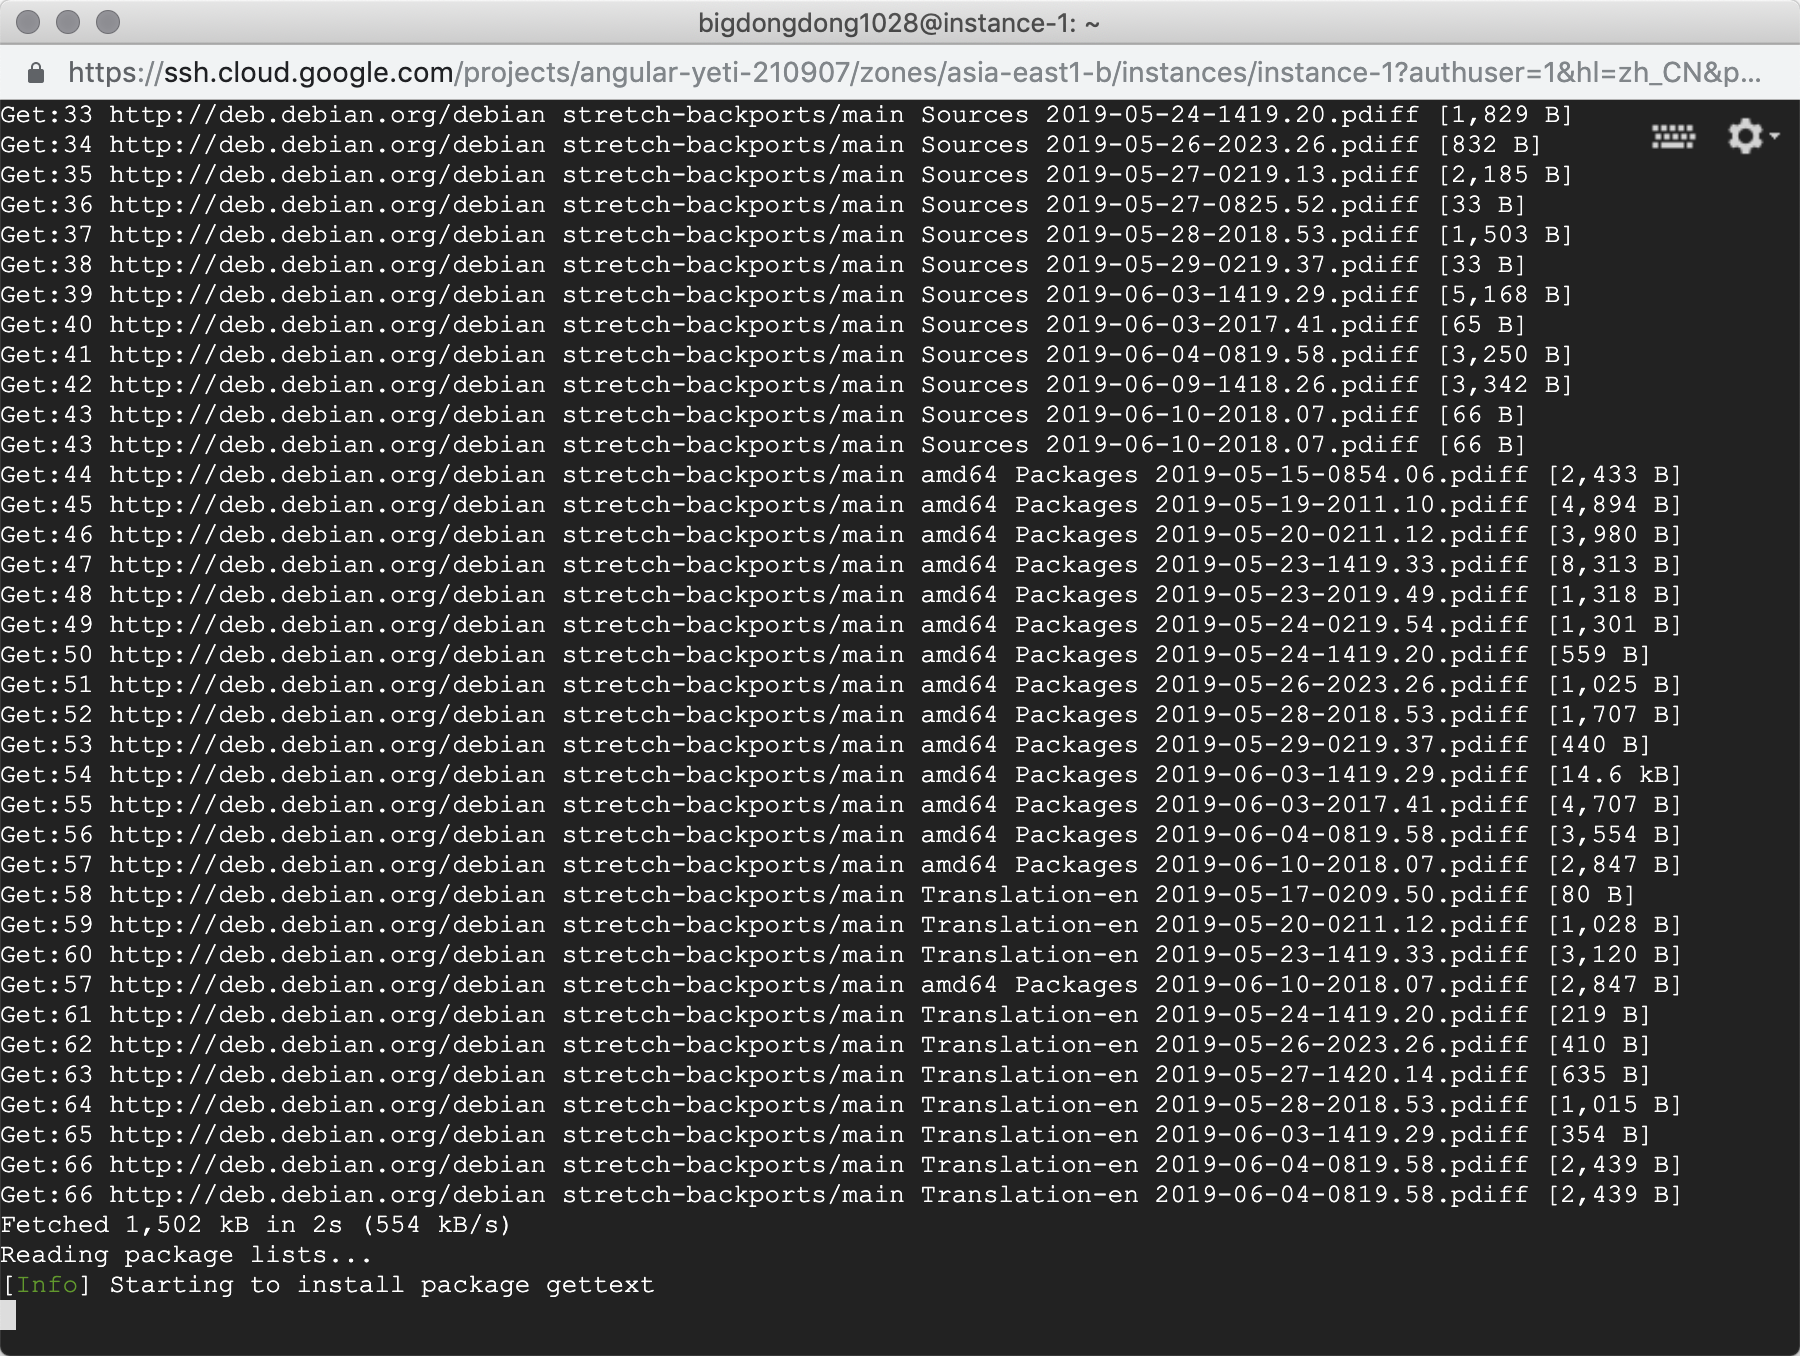 bigdongdong1028@instance-1: ~
https://ssh.cloud.google.com/projects/angular-yeti-210907/zones/asia-east1-b/instances/instance-1?authuser=1&hl=zh_CN&p...
Get:33 http://deb.debian.org/debian stretch-backports/main Sources 2019-05-24-1419.20.pdiff [1,829 B]
Get:34 http://deb.debian.org/debian stretch-backports/main Sources 2019-05-26-2023.26.pdiff [832 B]
Get:35 http://deb.debian.org/debian stretch-backports/main Sources 2019-05-27-0219.13.pdiff [2,185 B]
Get:36 http://deb.debian.org/debian stretch-backports/main Sources 2019-05-27-0825.52.pdiff [33 B]
Get:37 http://deb.debian.org/debian stretch-backports/main Sources 2019-05-28-2018.53.pdiff [1,503 B]
Get:38 http://deb.debian.org/debian stretch-backports/main Sources 2019-05-29-0219.37.pdiff [33 B]
Get:39 http://deb.debian.org/debian stretch-backports/main Sources 2019-06-03-1419.29.pdiff [5,168 B]
Get:40 http://deb.debian.org/debian stretch-backports/main Sources 2019-06-03-2017.41.pdiff [65 B]
Get:41 http://deb.debian.org/debian stretch-backports/main Sources 2019-06-04-0819.58.pdiff [3,250 B]
Get:42 http://deb.debian.org/debian stretch-backports/main Sources 2019-06-09-1418.26.pdiff [3,342 B]
Get:43 http://deb.debian.org/debian stretch-backports/main Sources 2019-06-10-2018.07.pdiff [66 B]
Get:43 http://deb.debian.org/debian stretch-backports/main Sources 2019-06-10-2018.07.pdiff [66 B]
Get:44 http://deb.debian.org/debian stretch-backports/main amd64 Packages 2019-05-15-0854.06.pdiff [2,433 B]
Get:45 http://deb.debian.org/debian stretch-backports/main amd64 Packages 2019-05-19-2011.10.pdiff [4,894 B]
Get:46 http://deb.debian.org/debian stretch-backports/main amd64 Packages 2019-05-20-0211.12.pdiff [3,980 B]
Get:47 http://deb.debian.org/debian stretch-backports/main amd64 Packages 2019-05-23-1419.33.pdiff [8,313 B]
Get:48 http://deb.debian.org/debian stretch-backports/main amd64 Packages 2019-05-23-2019.49.pdiff [1,318 B]
Get:49 http://deb.debian.org/debian stretch-backports/main amd64 Packages 2019-05-24-0219.54.pdiff [1,301 B]
Get:50 http://deb.debian.org/debian stretch-backports/main amd64 Packages 2019-05-24-1419.20.pdiff [559 B]
Get:51 http://deb.debian.org/debian stretch-backports/main amd64 Packages 2019-05-26-2023.26.pdiff [1,025 B]
Get:52 http://deb.debian.org/debian stretch-backports/main amd64 Packages 2019-05-28-2018.53.pdiff [1,707 B]
Get:53 http://deb.debian.org/debian stretch-backports/main amd64 Packages 2019-05-29-0219.37.pdiff [440 B]
Get:54 http://deb.debian.org/debian stretch-backports/main amd64 Packages 2019-06-03-1419.29.pdiff [14.6 kB]
Get:55 http://deb.debian.org/debian stretch-backports/main amd64 Packages 2019-06-03-2017.41.pdiff [4,707 B]
Get:56 http://deb.debian.org/debian stretch-backports/main amd64 Packages 2019-06-04-0819.58.pdiff [3,554 B]
Get:57 http://deb.debian.org/debian stretch-backports/main amd64 Packages 2019-06-10-2018.07.pdiff [2,847 B]
Get:58 http://deb.debian.org/debian stretch-backports/main Translation-en 2019-05-17-0209.50.pdiff [80 B]
Get:59 http://deb.debian.org/debian stretch-backports/main Translation-en 2019-05-20-0211.12.pdiff [1,028 B]
Get:60 http://deb.debian.org/debian stretch-backports/main Translation-en 2019-05-23-1419.33.pdiff [3,120 B]
Get:57 http://deb.debian.org/debian stretch-backports/main amd64 Packages 2019-06-10-2018.07.pdiff [2,847 B]
Get:61 http://deb.debian.org/debian stretch-backports/main Translation-en 2019-05-24-1419.20.pdiff [219 B]
Get:62 http://deb.debian.org/debian stretch-backports/main Translation-en 2019-05-26-2023.26.pdiff [410 B]
Get:63 http://deb.debian.org/debian stretch-backports/main Translation-en 2019-05-27-1420.14.pdiff [635 B]
Get:64 http://deb.debian.org/debian stretch-backports/main Translation-en 2019-05-28-2018.53.pdiff [1,015 B]
Get:65 http://deb.debian.org/debian stretch-backports/main Translation-en 2019-06-03-1419.29.pdiff [354 B]
Get:66 http://deb.debian.org/debian stretch-backports/main Translation-en 2019-06-04-0819.58.pdiff [2,439 B]
Get:66 http://deb.debian.org/debian stretch-backports/main Translation-en 2019-06-04-0819.58.pdiff [2,439 B]
Fetched 1,502 kB in 2s (554 kB/s)
Reading package lists...
[Info] Starting to install package gettext